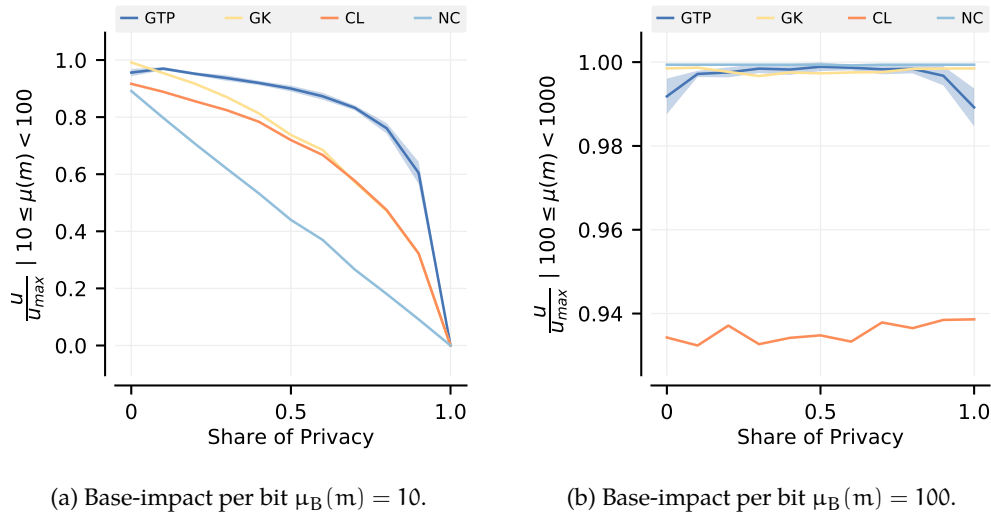 GTP GK CL NC
1.0
0.8
0.6
0.4
0.2
0.0
u/u_max | 10 ≤ μ(m) < 100
0 0.5 1.0
Share of Privacy
(a) Base-impact per bit μ_B(m) = 10.
GTP GK CL NC
1.00
0.98
0.96
0.94
u/u_max | 100 ≤ μ(m) < 1000
0 0.5 1.0
Share of Privacy
(b) Base-impact per bit μ_B(m) = 100.